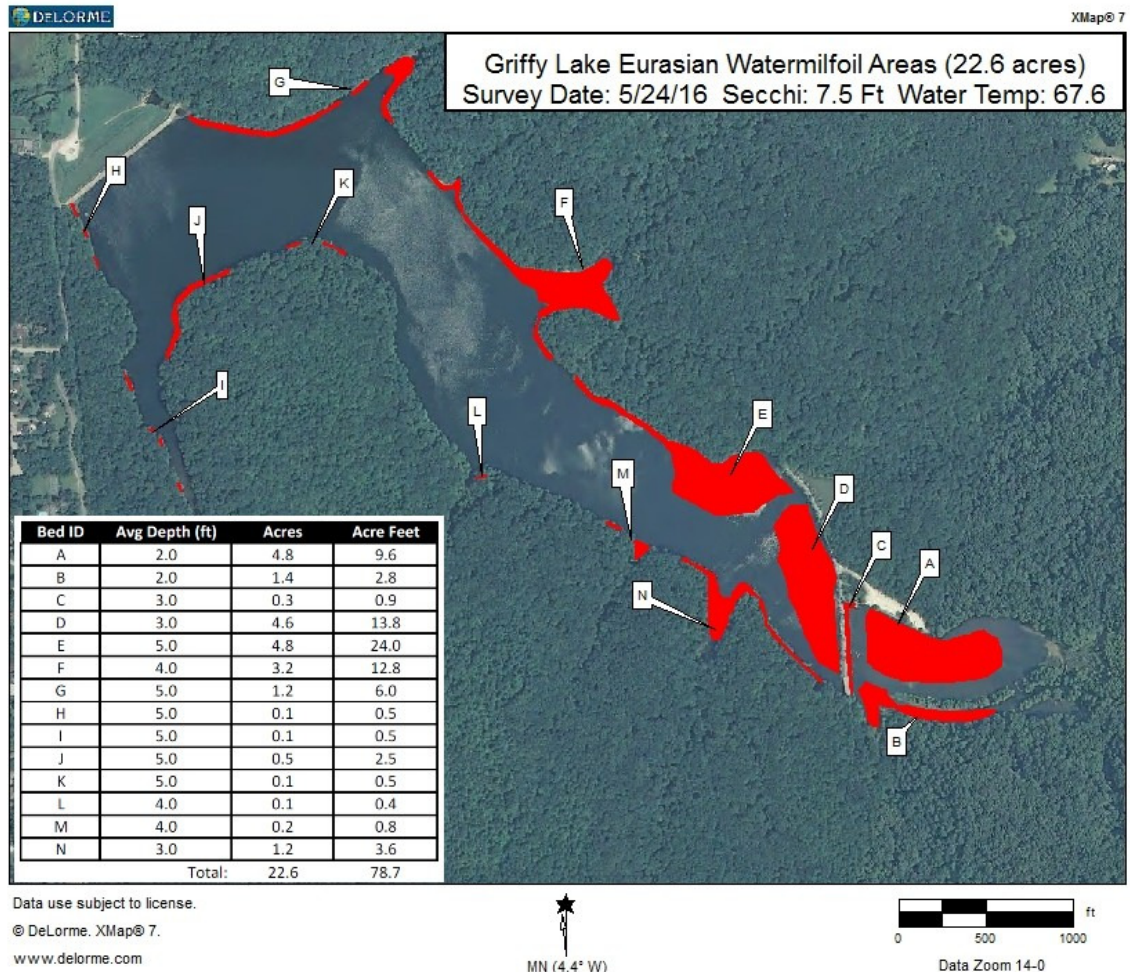 DELORME
XMap® 7
Griffy Lake Eurasian Watermilfoil Areas (22.6 acres)
Survey Date: 5/24/16 Secchi: 7.5 Ft Water Temp: 67.6
G
H
K
J
F
I
L
E
M
D
C
A
N
B
Bed ID Avg Depth (ft) Acres Acre Feet
A 2.0 4.8 9.6
B 2.0 1.4 2.8
C 3.0 0.3 0.9
D 3.0 4.6 13.8
E 5.0 4.8 24.0
F 4.0 3.2 12.8
G 5.0 1.2 6.0
H 5.0 0.1 0.5
I 5.0 0.1 0.5
J 5.0 0.5 2.5
K 5.0 0.1 0.5
L 4.0 0.1 0.4
M 4.0 0.2 0.8
N 3.0 1.2 3.6
Total: 22.6 78.7
Data use subject to license.
© DeLorme. XMap® 7.
www.delorme.com
MN (4.4° W)
ft
0 500 1000
Data Zoom 14-0